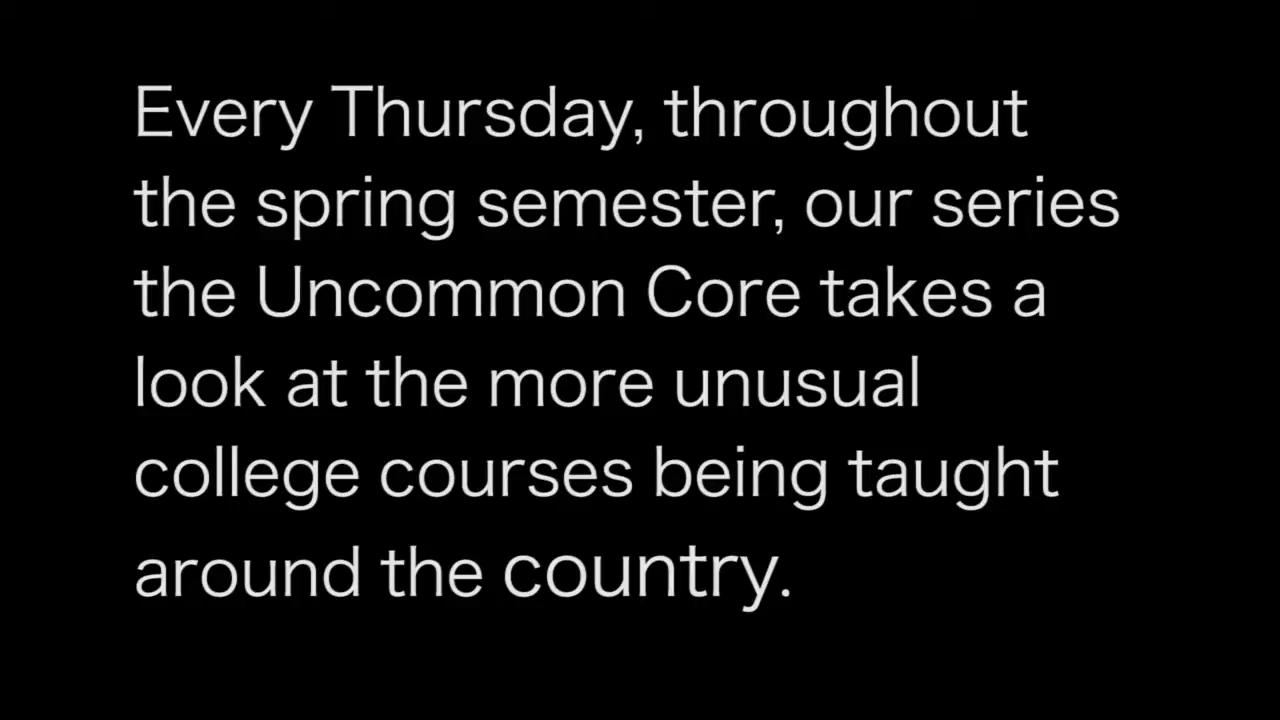 Every Thursday, throughout
the spring semester, our series
the Uncommon Core takes a
look at the more unusual
college courses being taught
around the country.